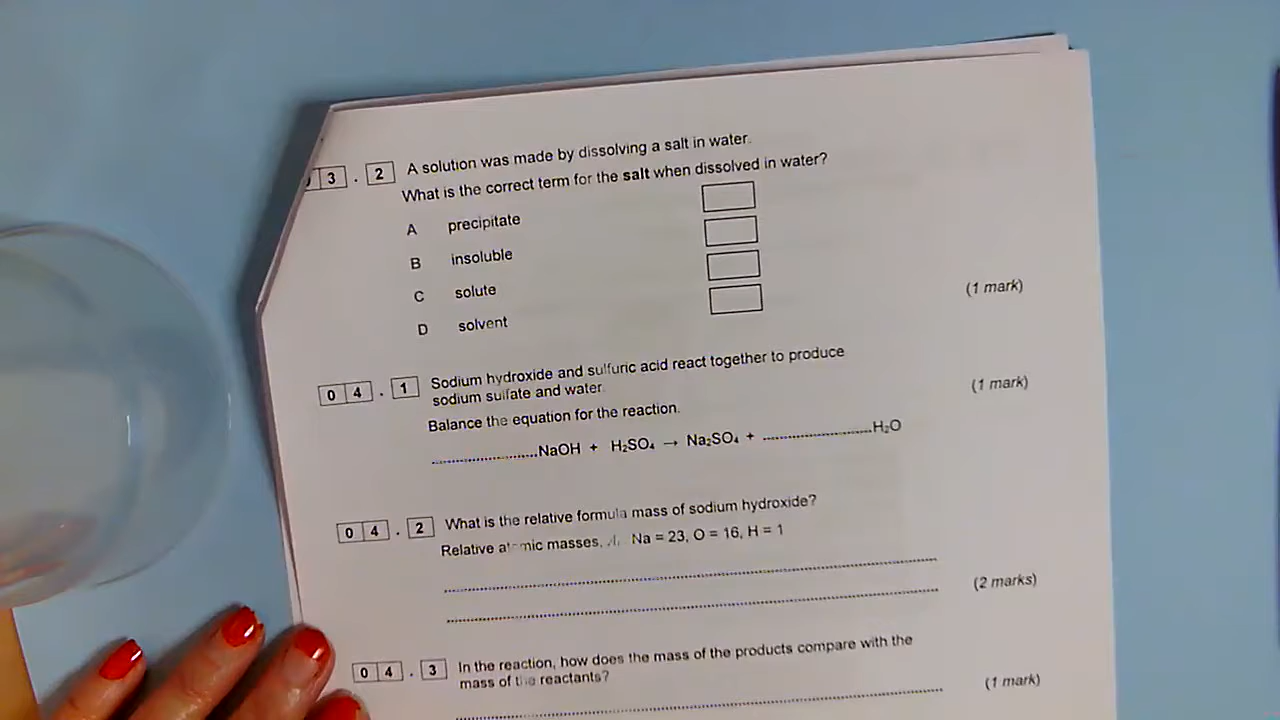 3 . 2 A solution was made by dissolving a salt in water.
What is the correct term for the salt when dissolved in water?
A precipitate
B insoluble
C solute
D solvent
(1 mark)
0 4 . 1 Sodium hydroxide and sulfuric acid react together to produce
sodium sulfate and water.
(1 mark)
Balance the equation for the reaction.
....................NaOH + H₂SO₄ → Na₂SO₄ + ....................H₂O
0 4 . 2 What is the relative formula mass of sodium hydroxide?
Relative atomic masses, Na = 23, O = 16, H = 1
(2 marks)
0 4 . 3 In the reaction, how does the mass of the products compare with the
mass of the reactants?
(1 mark)